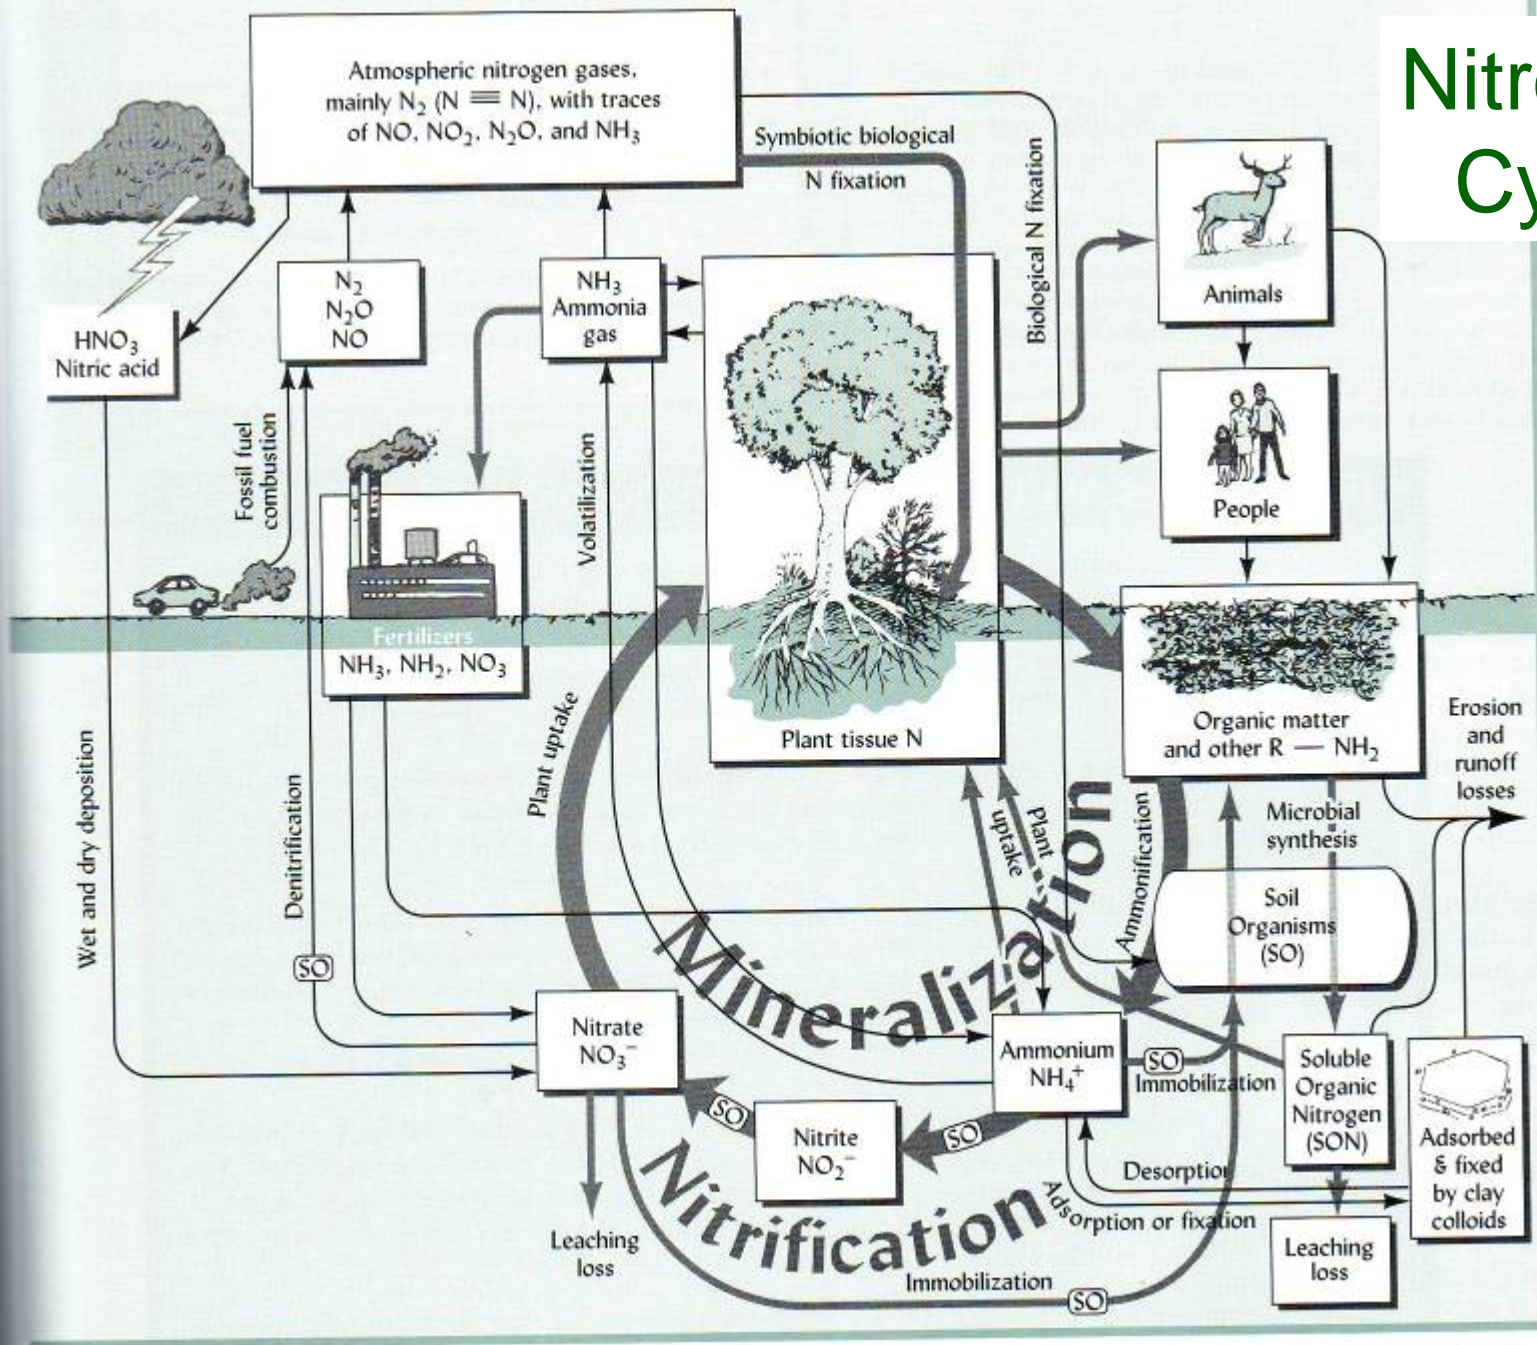 Nitro
Cy
Atmospheric nitrogen gases,
mainly N₂ (N ≡ N), with traces
of NO, NO₂, N₂O, and NH₃
Symbiotic biological
N fixation
Biological N fixation
Animals
People
HNO₃
Nitric acid
N₂
N₂O
NO
NH₃
Ammonia
gas
Fossil fuel
combustion
Volatilization
Fertilizers
NH₃, NH₂, NO₃
Plant uptake
Plant tissue N
Organic matter
and other R — NH₂
Erosion
and
runoff
losses
Wet and dry deposition
Denitrification
SO
Plant
uptake
Mineralization
Ammonification
Microbial
synthesis
Soil
Organisms
(SO)
Nitrate
NO₃⁻
Ammonium
NH₄⁺
SO
Immobilization
Soluble
Organic
Nitrogen
(SON)
Adsorbed
& fixed
by clay
colloids
SO
Nitrite
NO₂⁻
SO
Nitrification
Desorption
Adsorption or fixation
Leaching
loss
Leaching
loss
Immobilization
SO